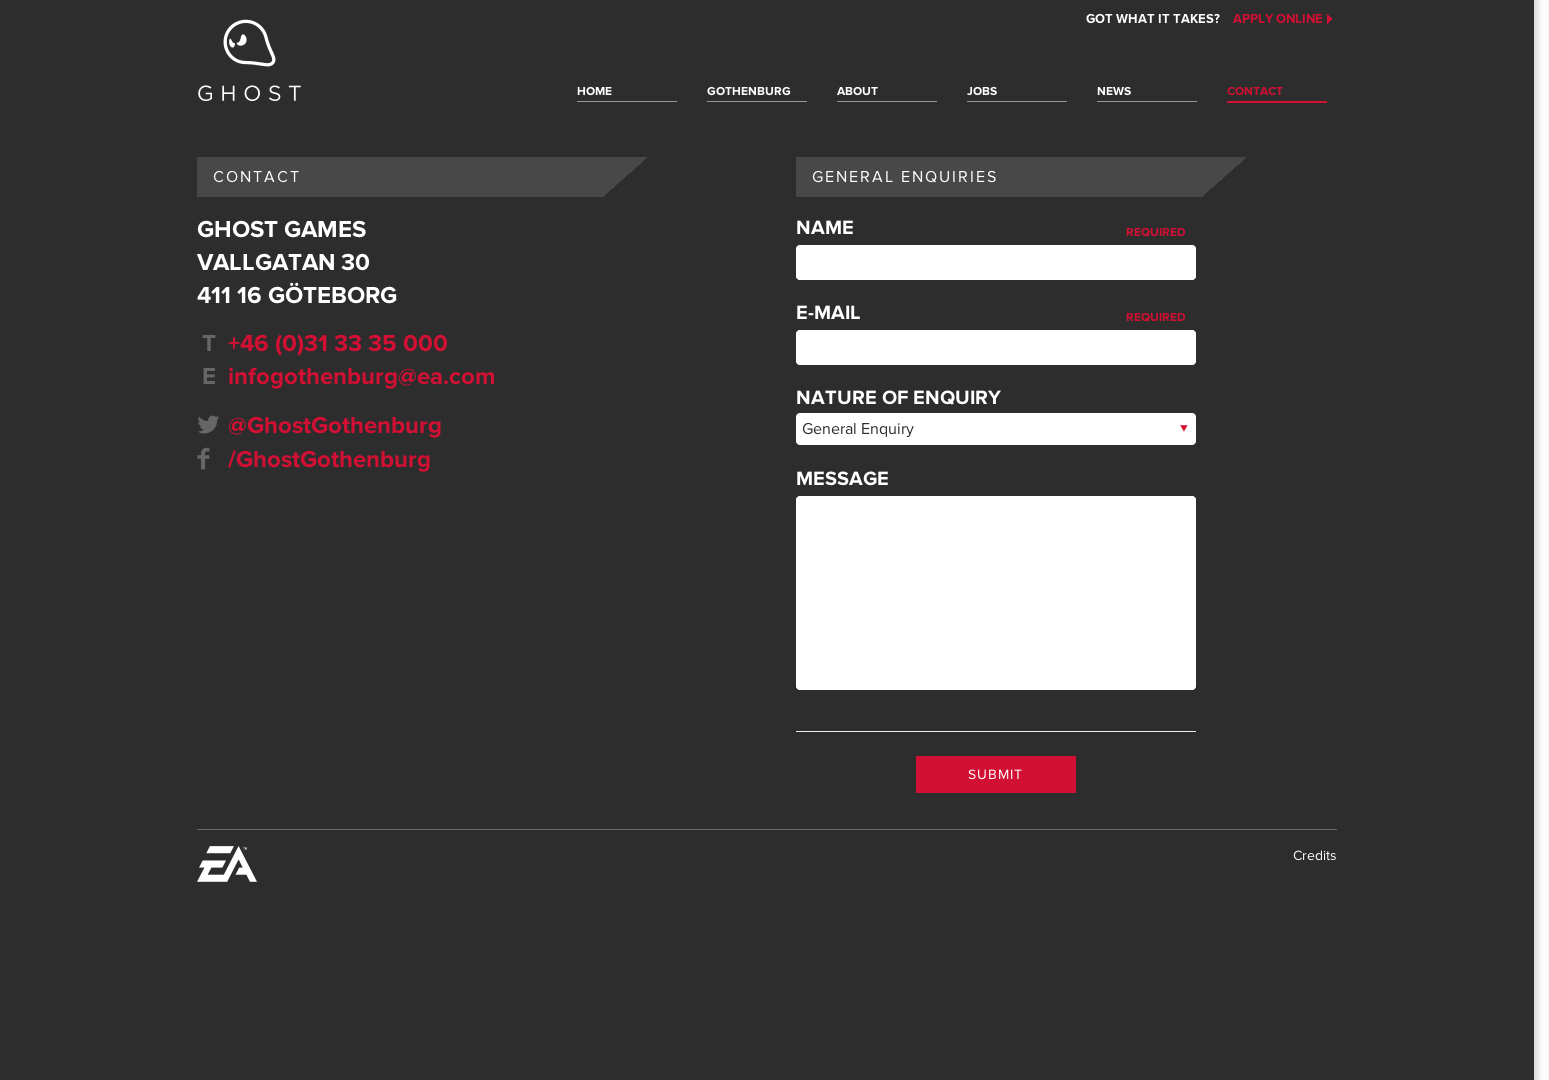 GOT WHAT IT TAKES? APPLY ONLINE
GHOST
HOME GOTHENBURG ABOUT JOBS NEWS CONTACT
CONTACT
GHOST GAMES
VALLGATAN 30
411 16 GÖTEBORG
T +46 (0)31 33 35 000
E infogothenburg@ea.com
@GhostGothenburg
/GhostGothenburg
GENERAL ENQUIRIES
NAME REQUIRED
E-MAIL REQUIRED
NATURE OF ENQUIRY
General Enquiry
MESSAGE
SUBMIT
EA
Credits